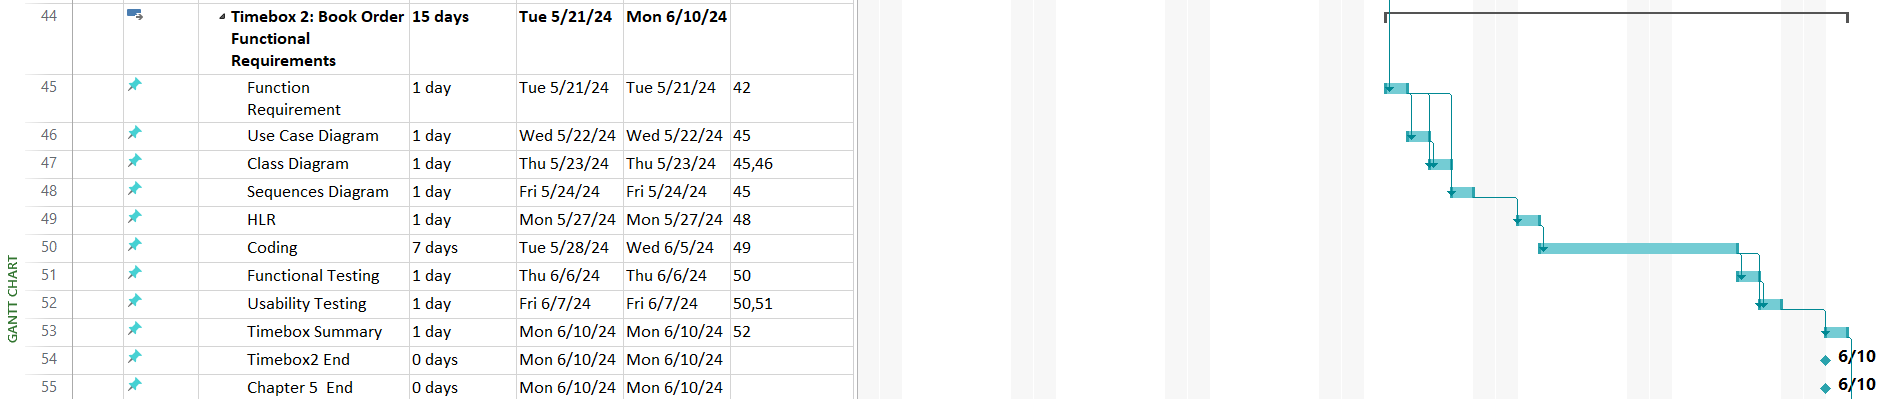 44 Timebox 2: Book Order 15 days Tue 5/21/24 Mon 6/10/24
Functional
Requirements
45 Function 1 day Tue 5/21/24 Tue 5/21/24 42
Requirement
46 Use Case Diagram 1 day Wed 5/22/24 Wed 5/22/24 45
47 Class Diagram 1 day Thu 5/23/24 Thu 5/23/24 45,46
48 Sequences Diagram 1 day Fri 5/24/24 Fri 5/24/24 45
49 HLR 1 day Mon 5/27/24 Mon 5/27/24 48
50 Coding 7 days Tue 5/28/24 Wed 6/5/24 49
51 Functional Testing 1 day Thu 6/6/24 Thu 6/6/24 50
52 Usability Testing 1 day Fri 6/7/24 Fri 6/7/24 50,51
53 Timebox Summary 1 day Mon 6/10/24 Mon 6/10/24 52
54 Timebox2 End 0 days Mon 6/10/24 Mon 6/10/24 6/10
55 Chapter 5  End 0 days Mon 6/10/24 Mon 6/10/24 6/10
GANTT CHART